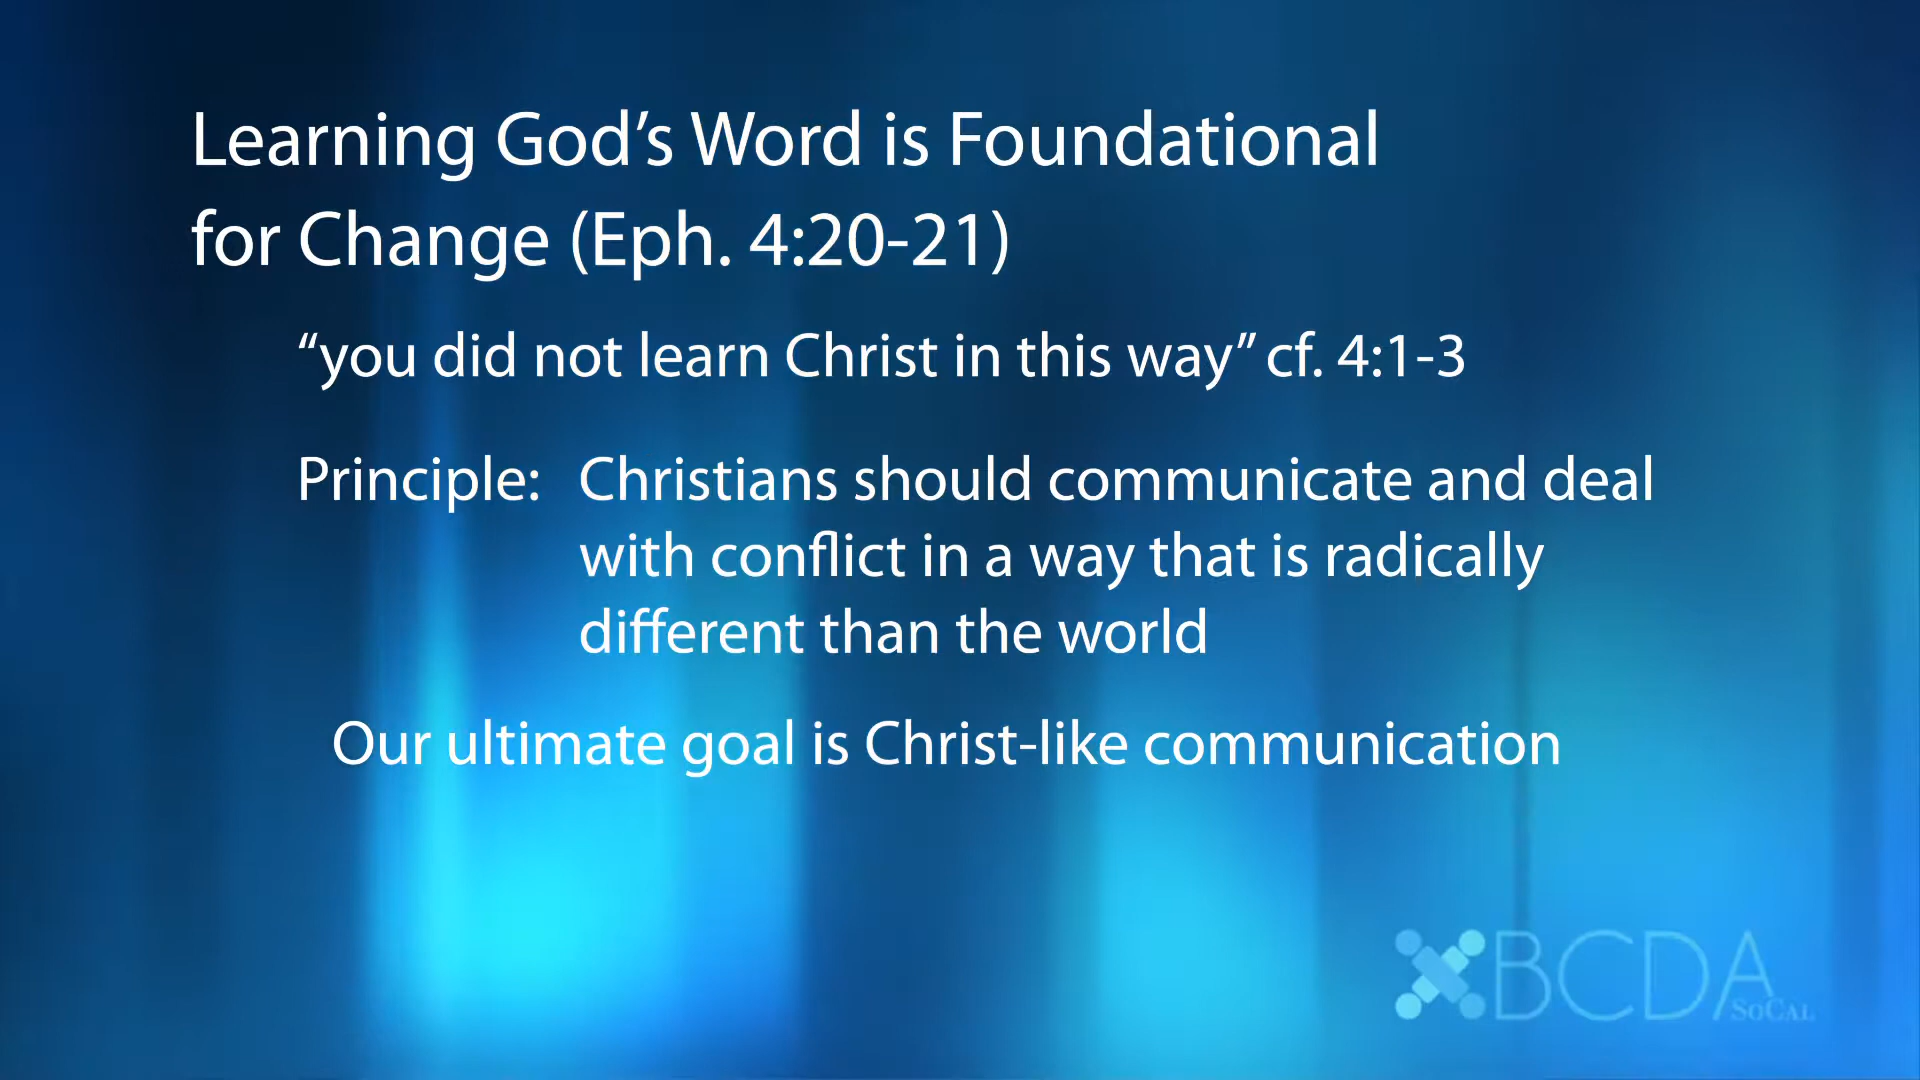 Learning God’s Word is Foundational
for Change (Eph. 4:20-21)
“you did not learn Christ in this way” cf. 4:1-3
Principle: Christians should communicate and deal
with conflict in a way that is radically
different than the world
Our ultimate goal is Christ-like communication
BCDA
SoCal